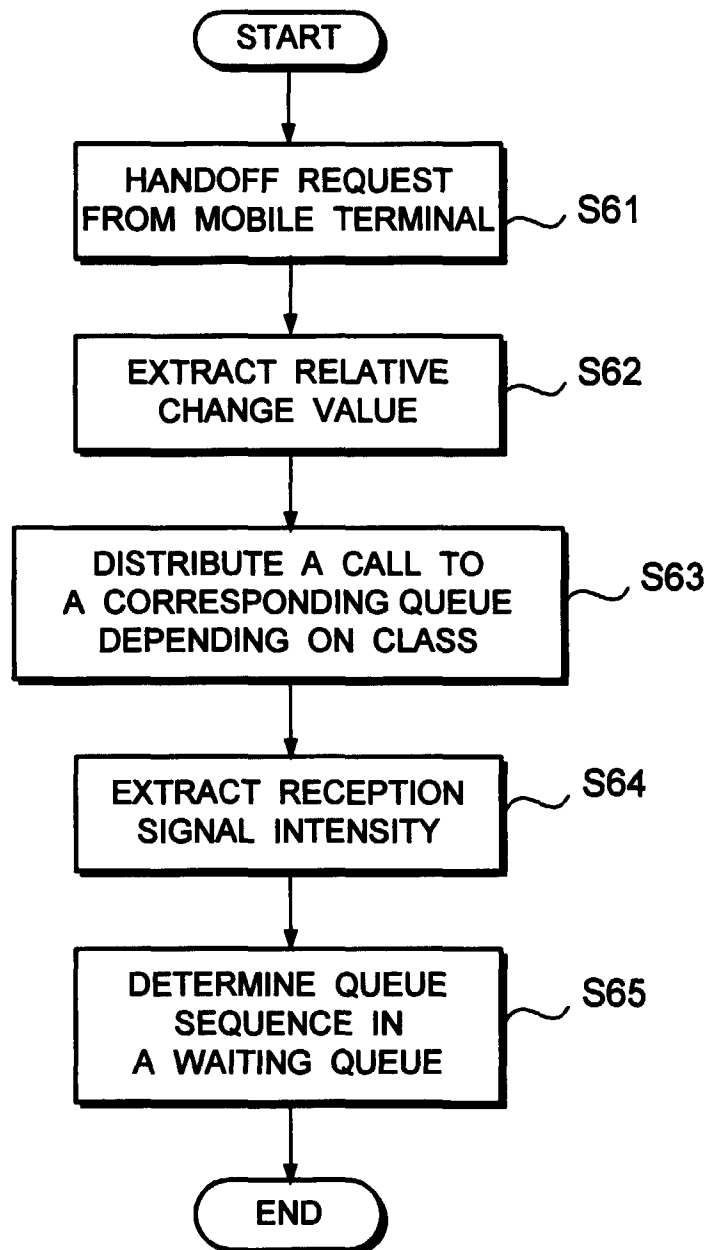 START
HANDOFF REQUEST
FROM MOBILE TERMINAL
S61
EXTRACT RELATIVE
CHANGE VALUE
S62
DISTRIBUTE A CALL TO
A CORRESPONDING QUEUE
DEPENDING ON CLASS
S63
EXTRACT RECEPTION
SIGNAL INTENSITY
S64
DETERMINE QUEUE
SEQUENCE IN
A WAITING QUEUE
S65
END